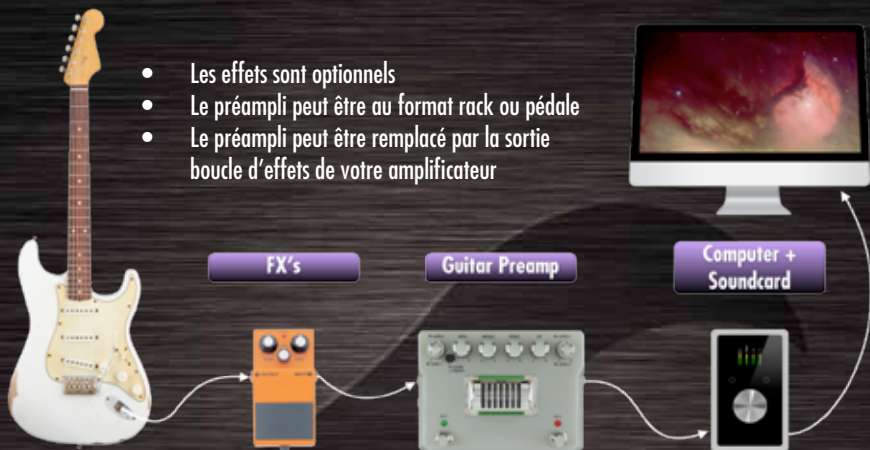 • Les effets sont optionnels
• Le préampli peut être au format rack ou pédale
• Le préampli peut être remplacé par la sortie
boucle d'effets de votre amplificateur
FX's
Guitar Preamp
Computer +
Soundcard